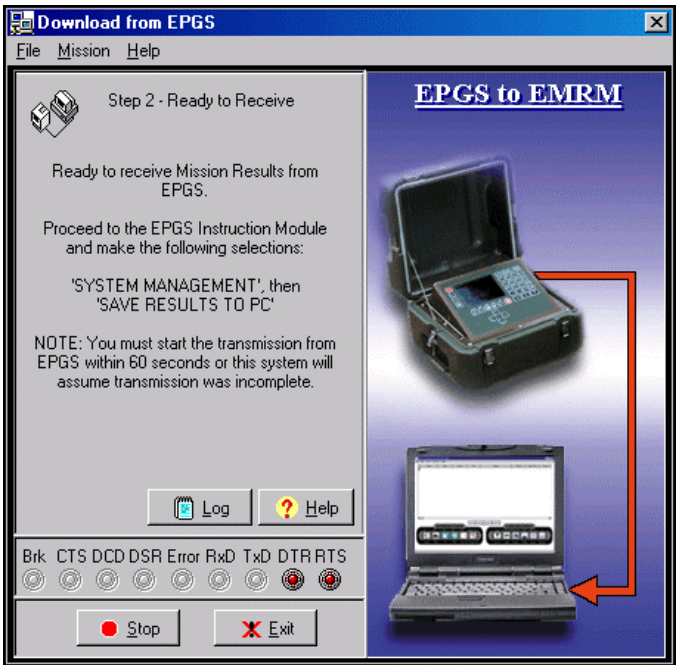 Download from EPGS
File Mission Help
Step 2 - Ready to Receive
Ready to receive Mission Results from
EPGS.
Proceed to the EPGS Instruction Module
and make the following selections:
'SYSTEM MANAGEMENT', then
'SAVE RESULTS TO PC'
NOTE: You must start the transmission from
EPGS within 60 seconds or this system will
assume transmission was incomplete.
Log Help
Brk CTS DCD DSR Error RxD TxD DTR RTS
Stop Exit
EPGS to EMRM